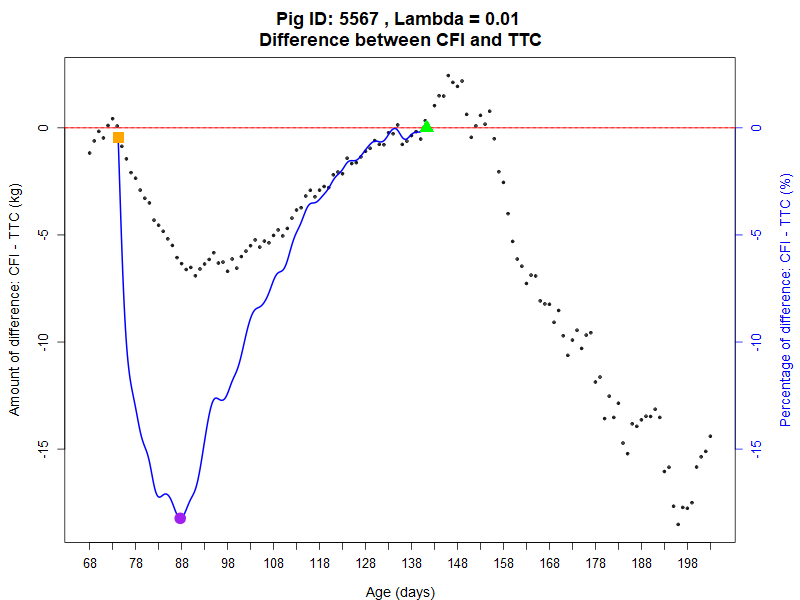 Pig ID: 5567 , Lambda = 0.01
Difference between CFI and TTC
Amount of difference: CFI - TTC (kg)
0
-5
-10
-15
0
-5
-10
-15
Percentage of difference: CFI - TTC (%)
68 78 88 98 108 118 128 138 148 158 168 178 188 198
Age (days)